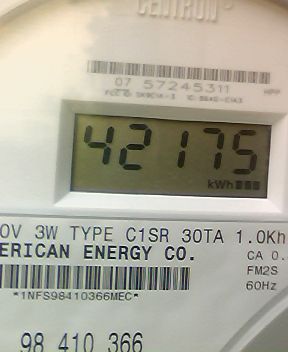 CENTRON
07 57245311
42175
kWh
0V 3W TYPE C1SR 30TA 1.0Kh
ERICAN ENERGY CO.
CA 0.
FM2S
60Hz
*1NFS98410366MEC*
98 410 366